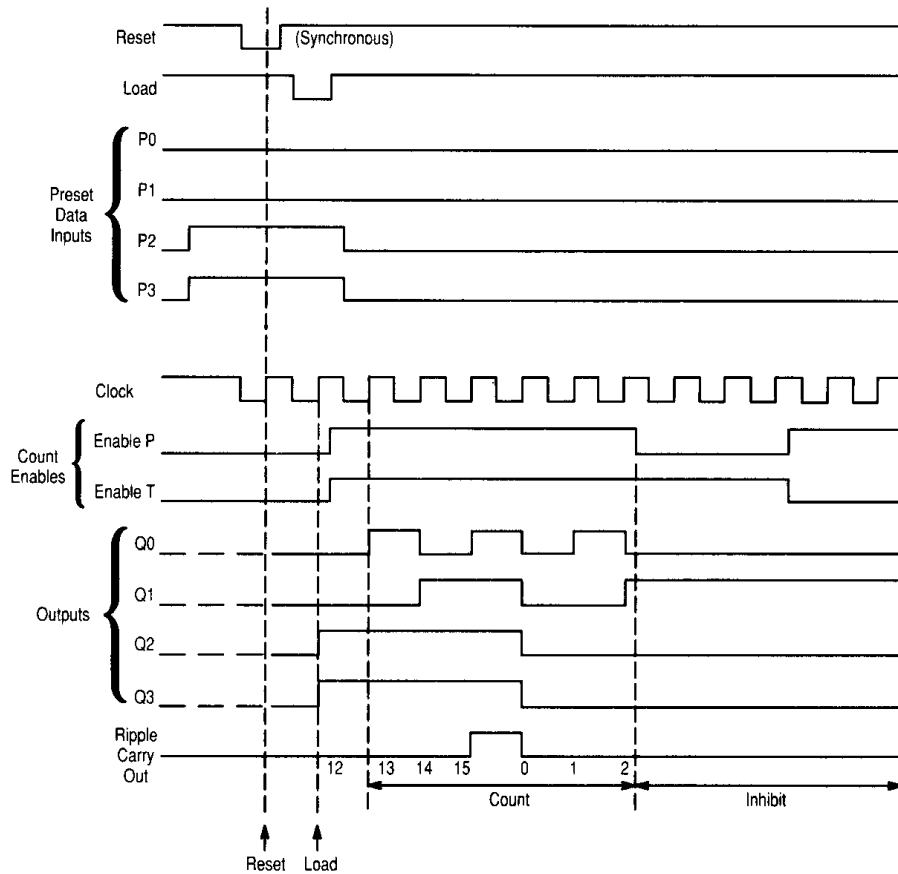 Reset
(Synchronous)
Load
P0
P1
Preset
Data
Inputs
P2
P3
Clock
Enable P
Count
Enables
Enable T
Q0
Q1
Outputs
Q2
Q3
Ripple
Carry
Out
12 13 14 15 0 1 2
Count Inhibit
Reset Load